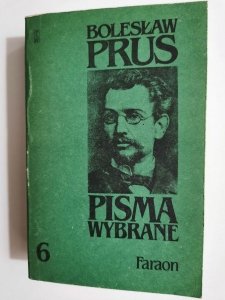 BOLESŁAW
PRUS
PISMA
WYBRANE
6
Faraon